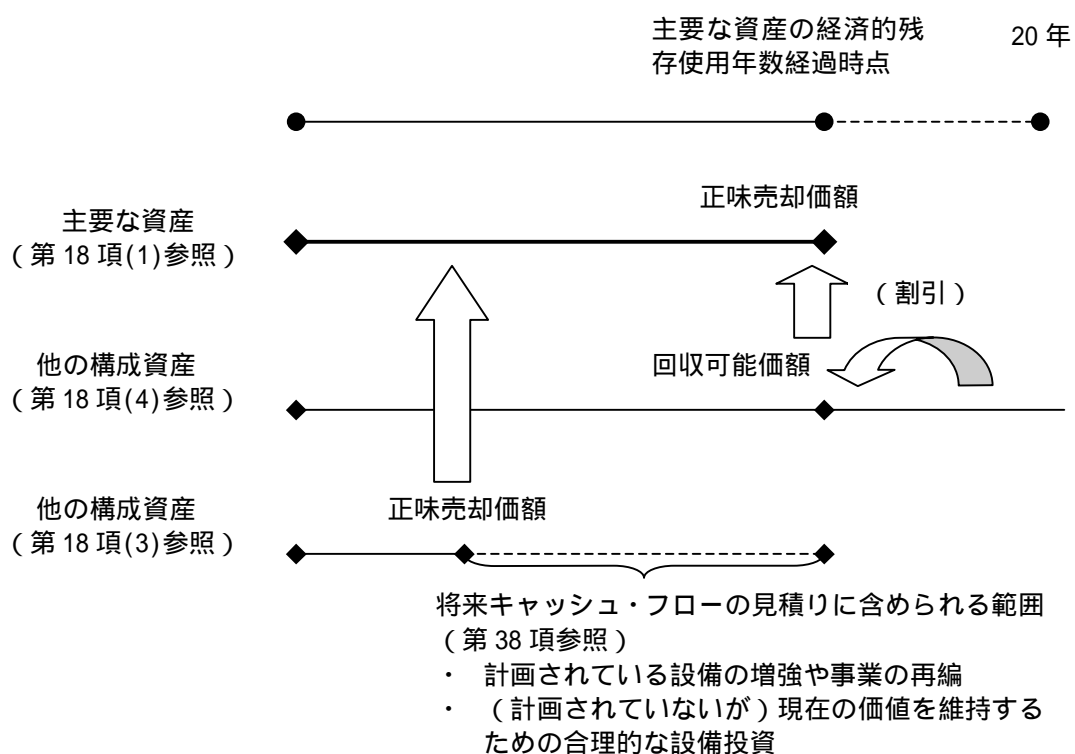 主要な資産の経済的残
存使用年数経過時点
20 年
正味売却価額
主要な資産
（第 18 項(1)参照）
（割引）
他の構成資産
（第 18 項(4)参照）
回収可能価額
他の構成資産
（第 18 項(3)参照）
正味売却価額
将来キャッシュ・フローの見積りに含められる範囲
（第 38 項参照）
・ 計画されている設備の増強や事業の再編
・ （計画されていないが）現在の価値を維持する
ための合理的な設備投資